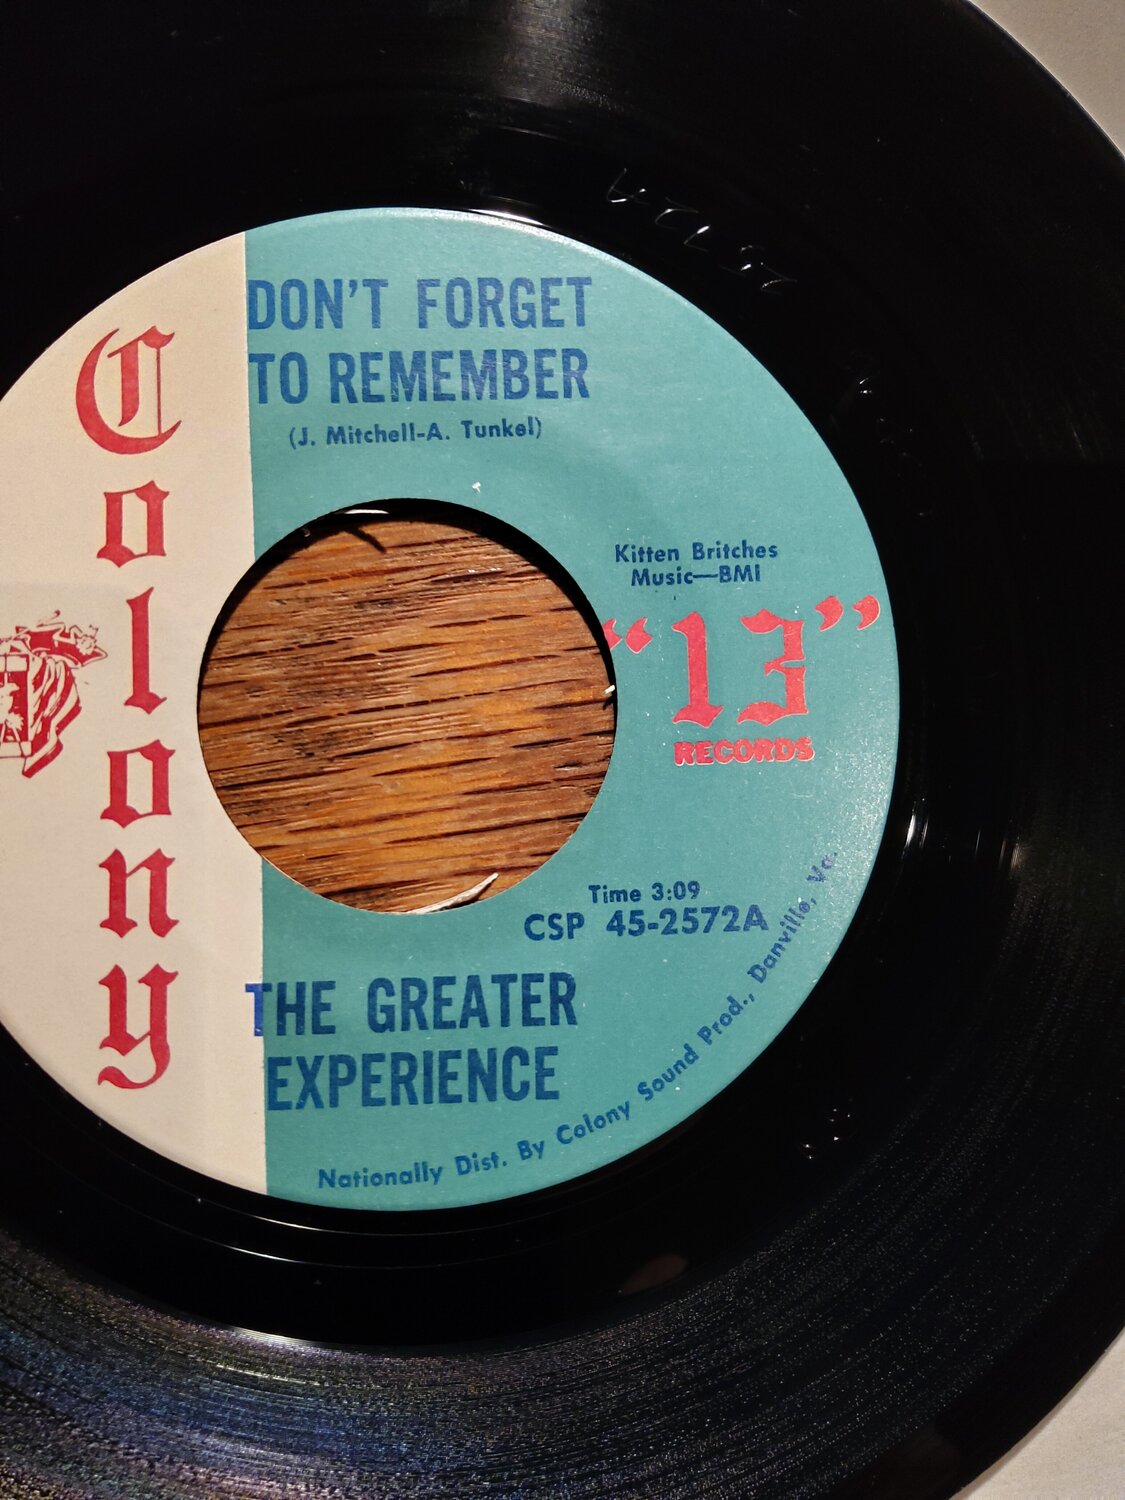 Colony
DON'T FORGET
TO REMEMBER
(J. Mitchell-A. Tunkel)
Kitten Britches
Music—BMI
"13"
RECORDS
Time 3:09
CSP 45-2572A
THE GREATER
EXPERIENCE
Nationally Dist. By Colony Sound Prod., Danville, Va.